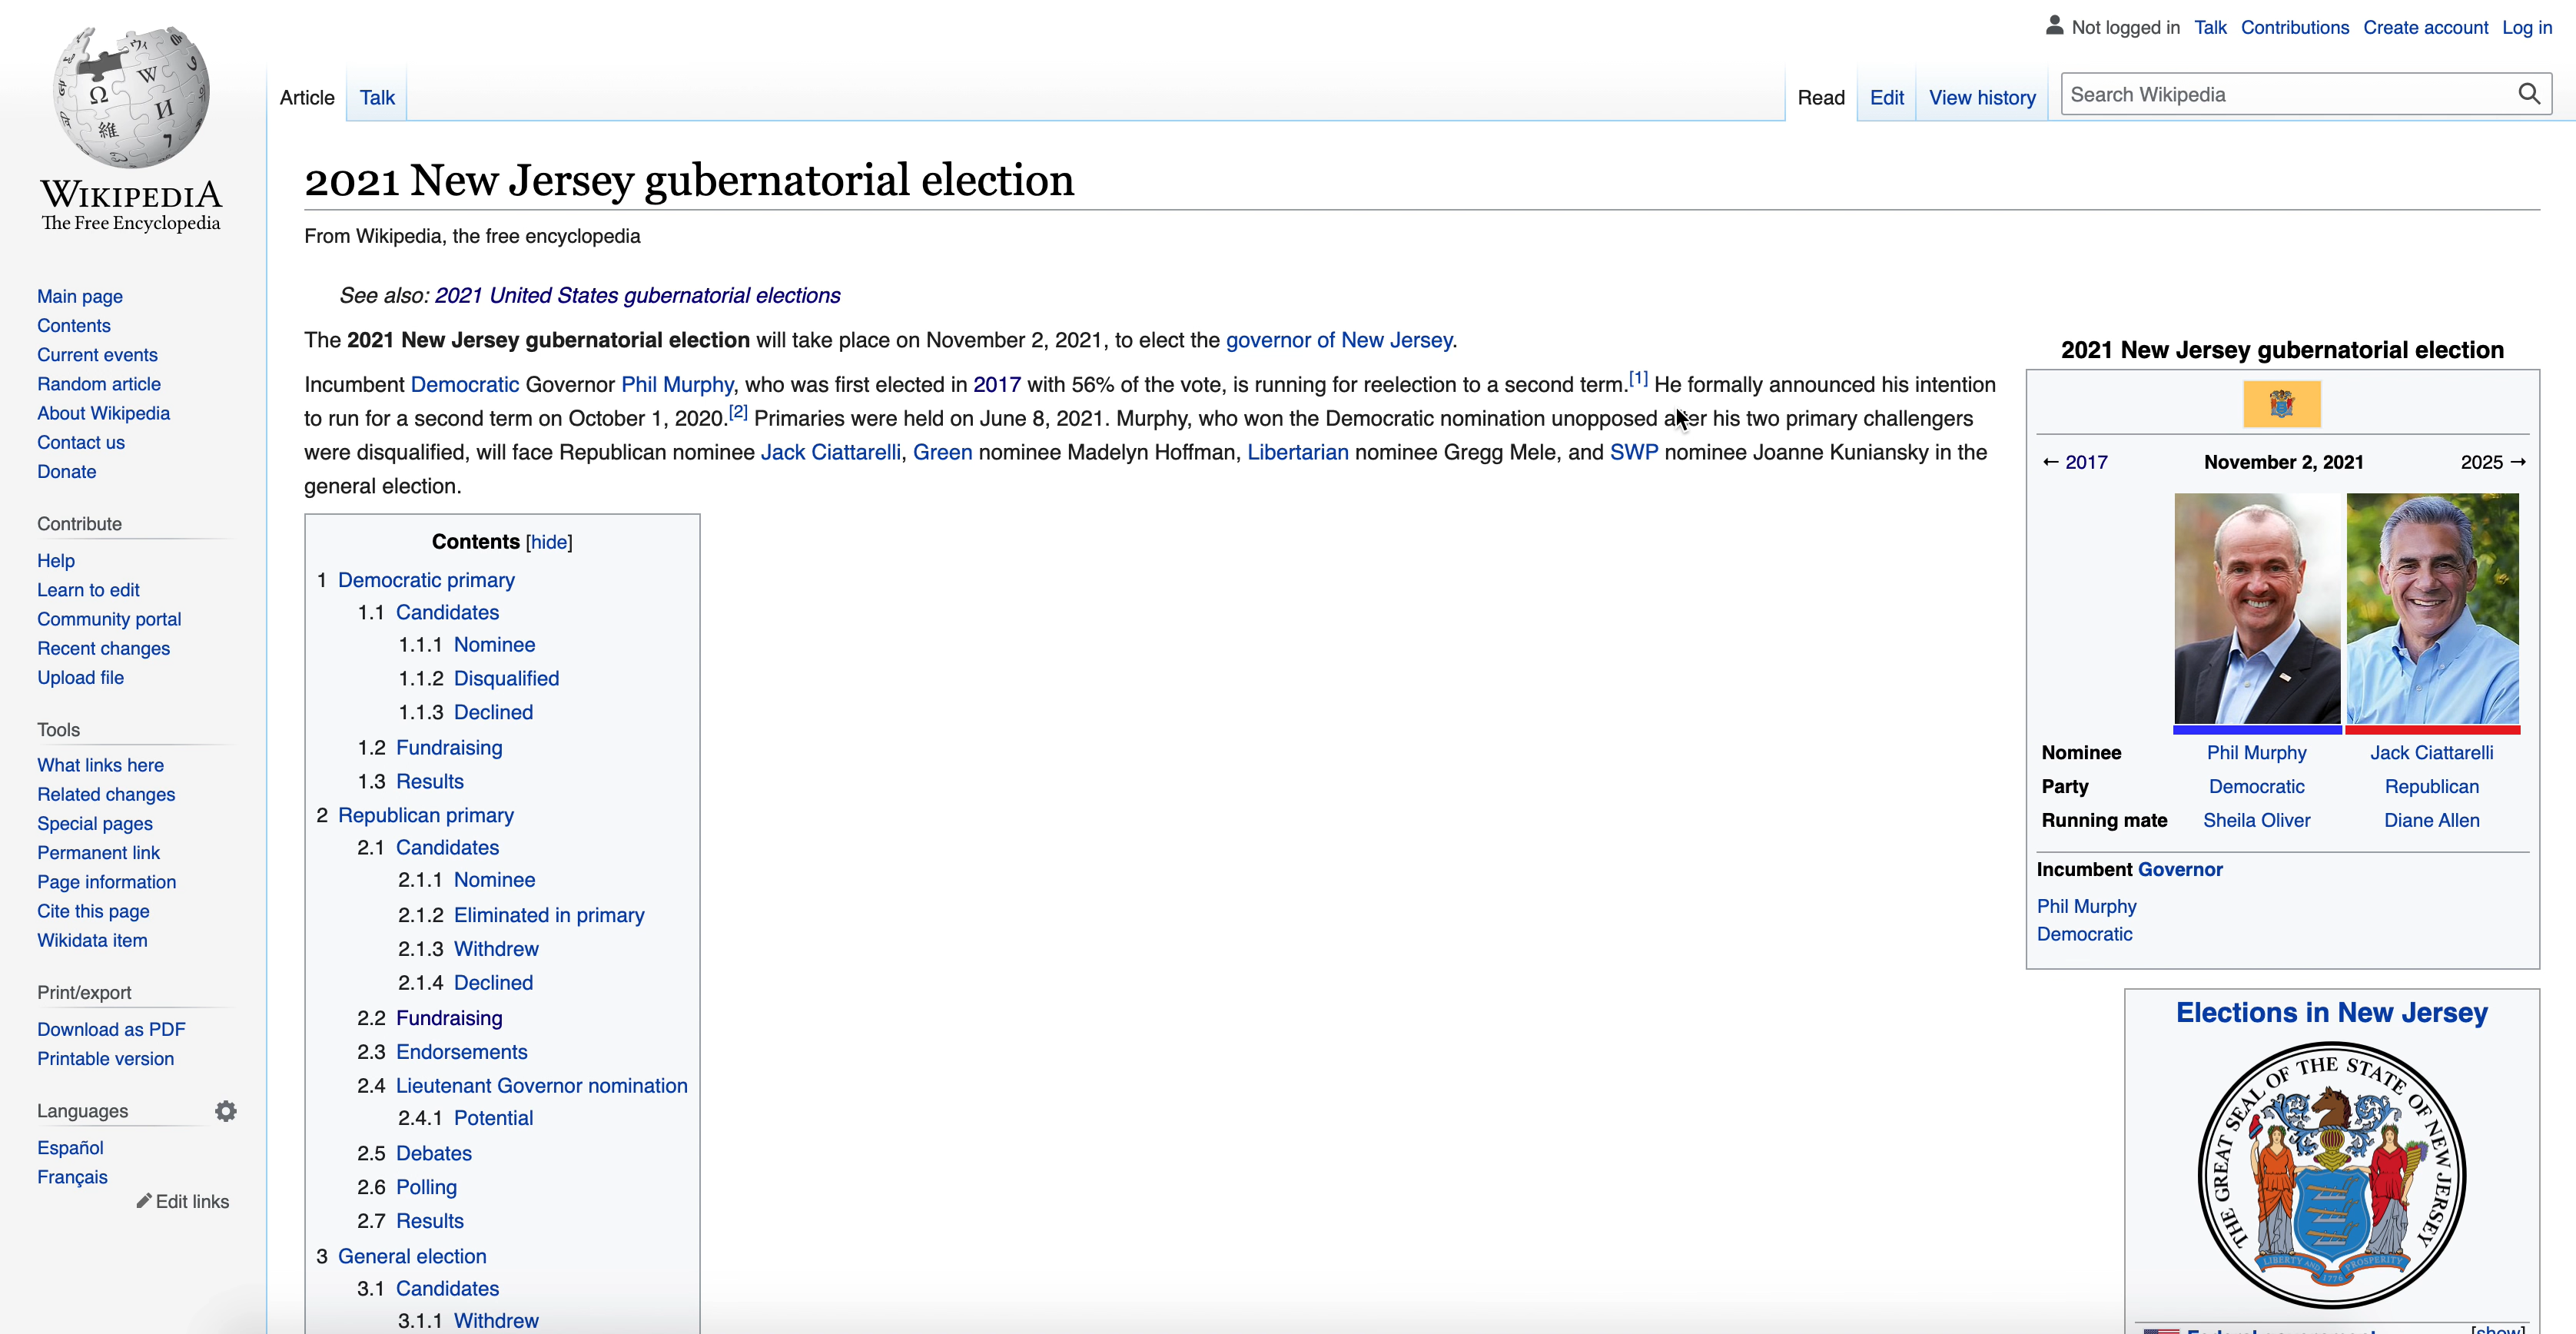 Not logged in Talk Contributions Create account Log in
Article Talk Read Edit View history Search Wikipedia
WIKIPEDIA
The Free Encyclopedia
Main page
Contents
Current events
Random article
About Wikipedia
Contact us
Donate
Contribute
Help
Learn to edit
Community portal
Recent changes
Upload file
Tools
What links here
Related changes
Special pages
Permanent link
Page information
Cite this page
Wikidata item
Print/export
Download as PDF
Printable version
Languages
Español
Français
Edit links
2021 New Jersey gubernatorial election
From Wikipedia, the free encyclopedia
See also: 2021 United States gubernatorial elections
The 2021 New Jersey gubernatorial election will take place on November 2, 2021, to elect the governor of New Jersey.
Incumbent Democratic Governor Phil Murphy, who was first elected in 2017 with 56% of the vote, is running for reelection to a second term.[1] He formally announced his intention
to run for a second term on October 1, 2020.[2] Primaries were held on June 8, 2021. Murphy, who won the Democratic nomination unopposed after his two primary challengers
were disqualified, will face Republican nominee Jack Ciattarelli, Green nominee Madelyn Hoffman, Libertarian nominee Gregg Mele, and SWP nominee Joanne Kuniansky in the
general election.
Contents [hide]
1 Democratic primary
1.1 Candidates
1.1.1 Nominee
1.1.2 Disqualified
1.1.3 Declined
1.2 Fundraising
1.3 Results
2 Republican primary
2.1 Candidates
2.1.1 Nominee
2.1.2 Eliminated in primary
2.1.3 Withdrew
2.1.4 Declined
2.2 Fundraising
2.3 Endorsements
2.4 Lieutenant Governor nomination
2.4.1 Potential
2.5 Debates
2.6 Polling
2.7 Results
3 General election
3.1 Candidates
3.1.1 Withdrew
2021 New Jersey gubernatorial election
← 2017 November 2, 2021 2025 →
Nominee Phil Murphy Jack Ciattarelli
Party Democratic Republican
Running mate Sheila Oliver Diane Allen
Incumbent Governor
Phil Murphy
Democratic
Elections in New Jersey
THE GREAT SEAL OF THE STATE OF NEW JERSEY
LIBERTY AND PROSPERITY
1776